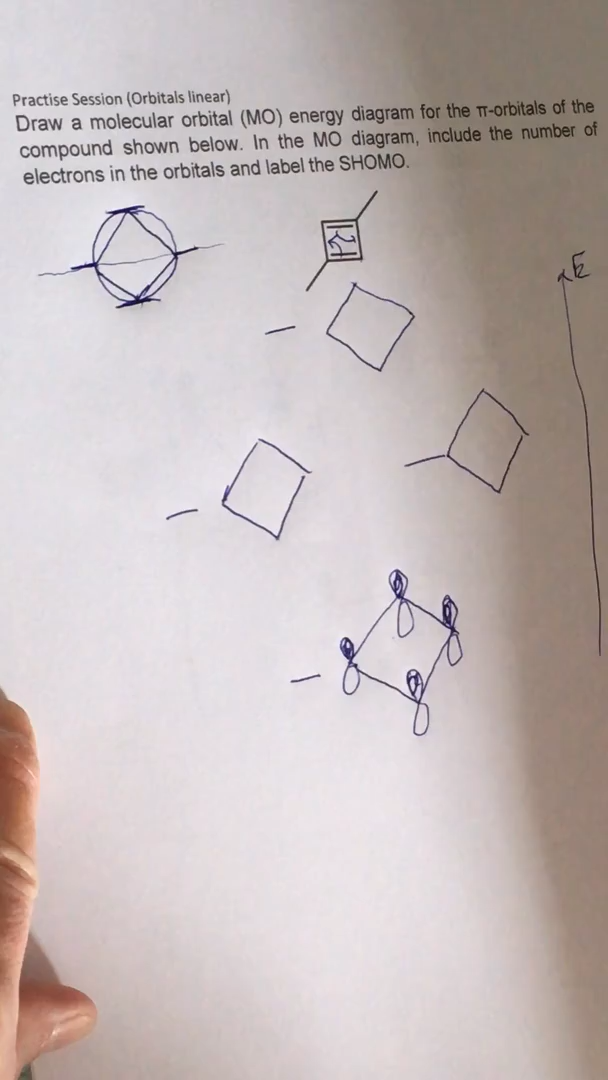 Practise Session (Orbitals linear)
Draw a molecular orbital (MO) energy diagram for the π-orbitals of the
compound shown below. In the MO diagram, include the number of
electrons in the orbitals and label the SHOMO.
E